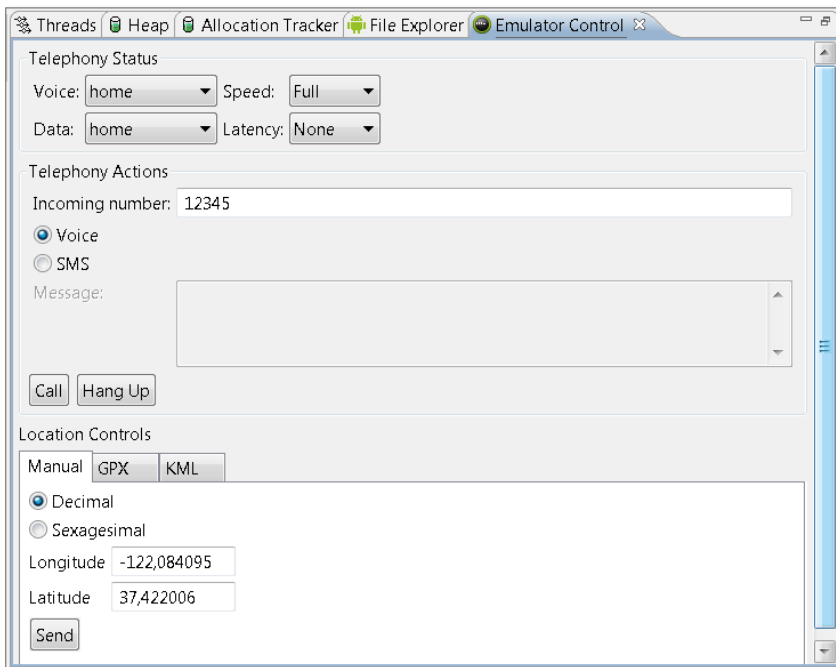 Threads Heap Allocation Tracker File Explorer Emulator Control
Telephony Status
Voice: home Speed: Full
Data: home Latency: None
Telephony Actions
Incoming number: 12345
Voice
SMS
Message:
Call Hang Up
Location Controls
Manual GPX KML
Decimal
Sexagesimal
Longitude -122,084095
Latitude 37,422006
Send